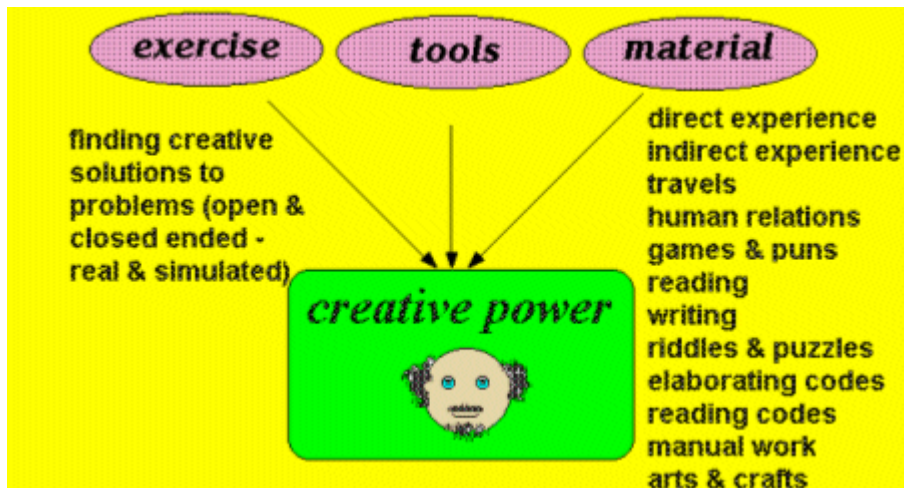 exercise
tools
material
finding creative
solutions to
problems (open &
closed ended -
real & simulated)
direct experience
indirect experience
travels
human relations
games & puns
reading
writing
riddles & puzzles
elaborating codes
reading codes
manual work
arts & crafts
creative power